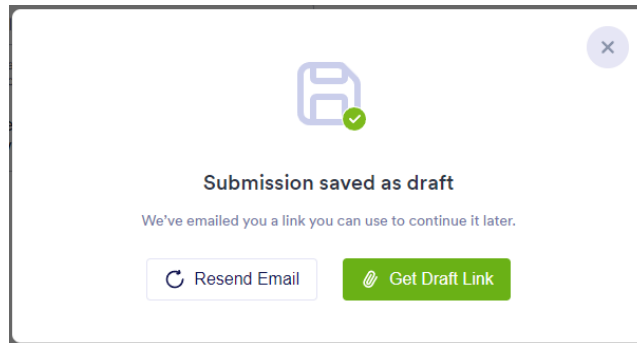 Submission saved as draft
We've emailed you a link you can use to continue it later.
Resend Email
Get Draft Link